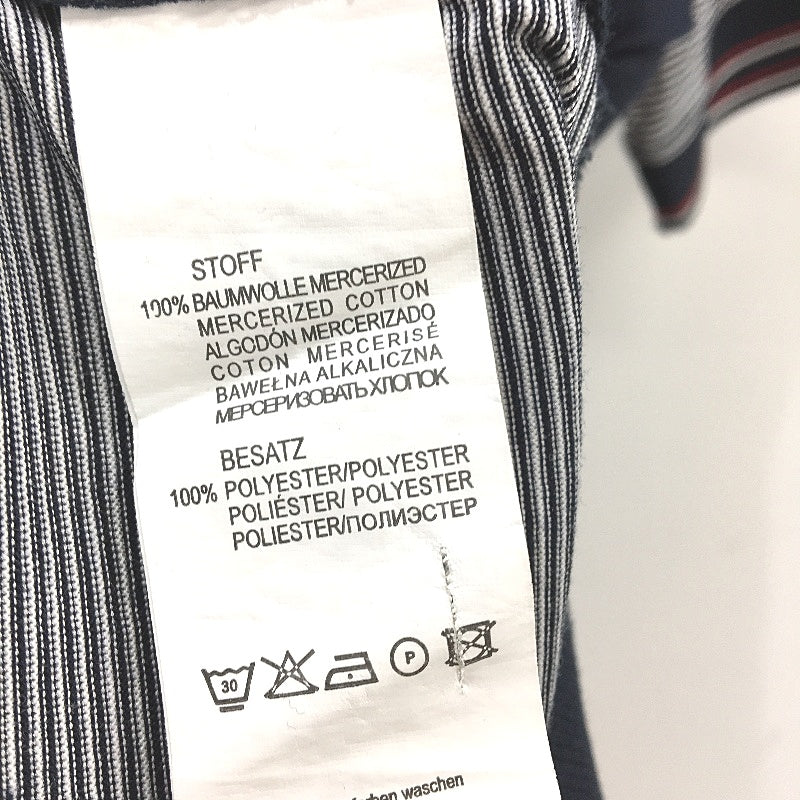 STOFF
100% BAUMWOLLE MERCERIZED
MERCERIZED COTTON
ALGODÓN MERCERIZADO
COTON MERCERISÉ
BAWEŁNA ALKALICZNA
МЕРСЕРИЗОВАТЬ ХЛОПОК
BESATZ
100% POLYESTER/POLYESTER
POLIÉSTER/ POLYESTER
POLIESTER/ПОЛИЭСТЕР
30
P
waschen